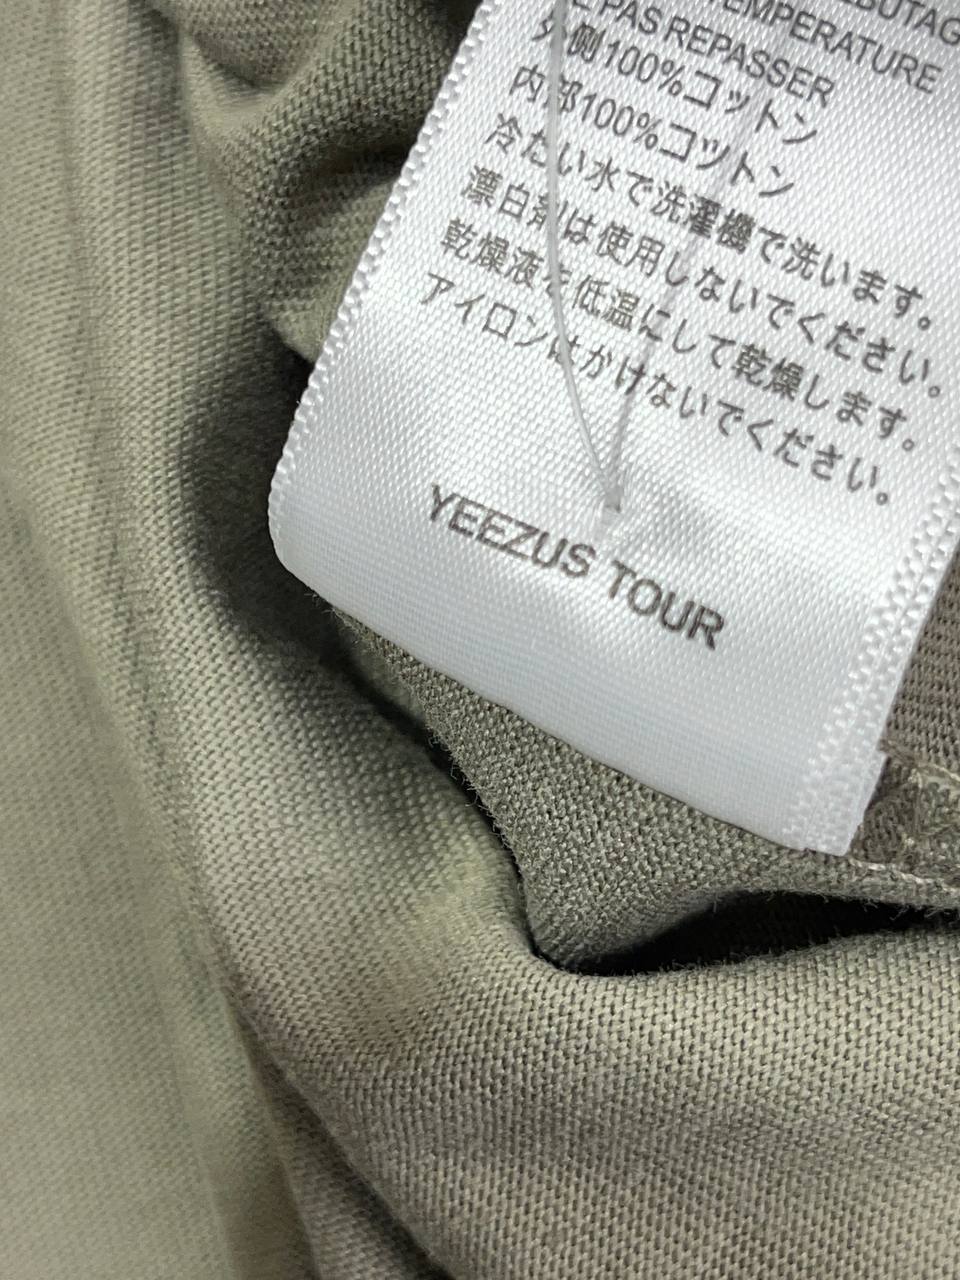 TEMPERATURE
PAS REPASSER
外側100%コットン
内部100%コツトン
冷たい水で洗濯機で洗います。
漂白剤は使用しないでください。
乾燥液を低温にして乾燥します。
アイロンはかけないでください。
YEEZUS TOUR